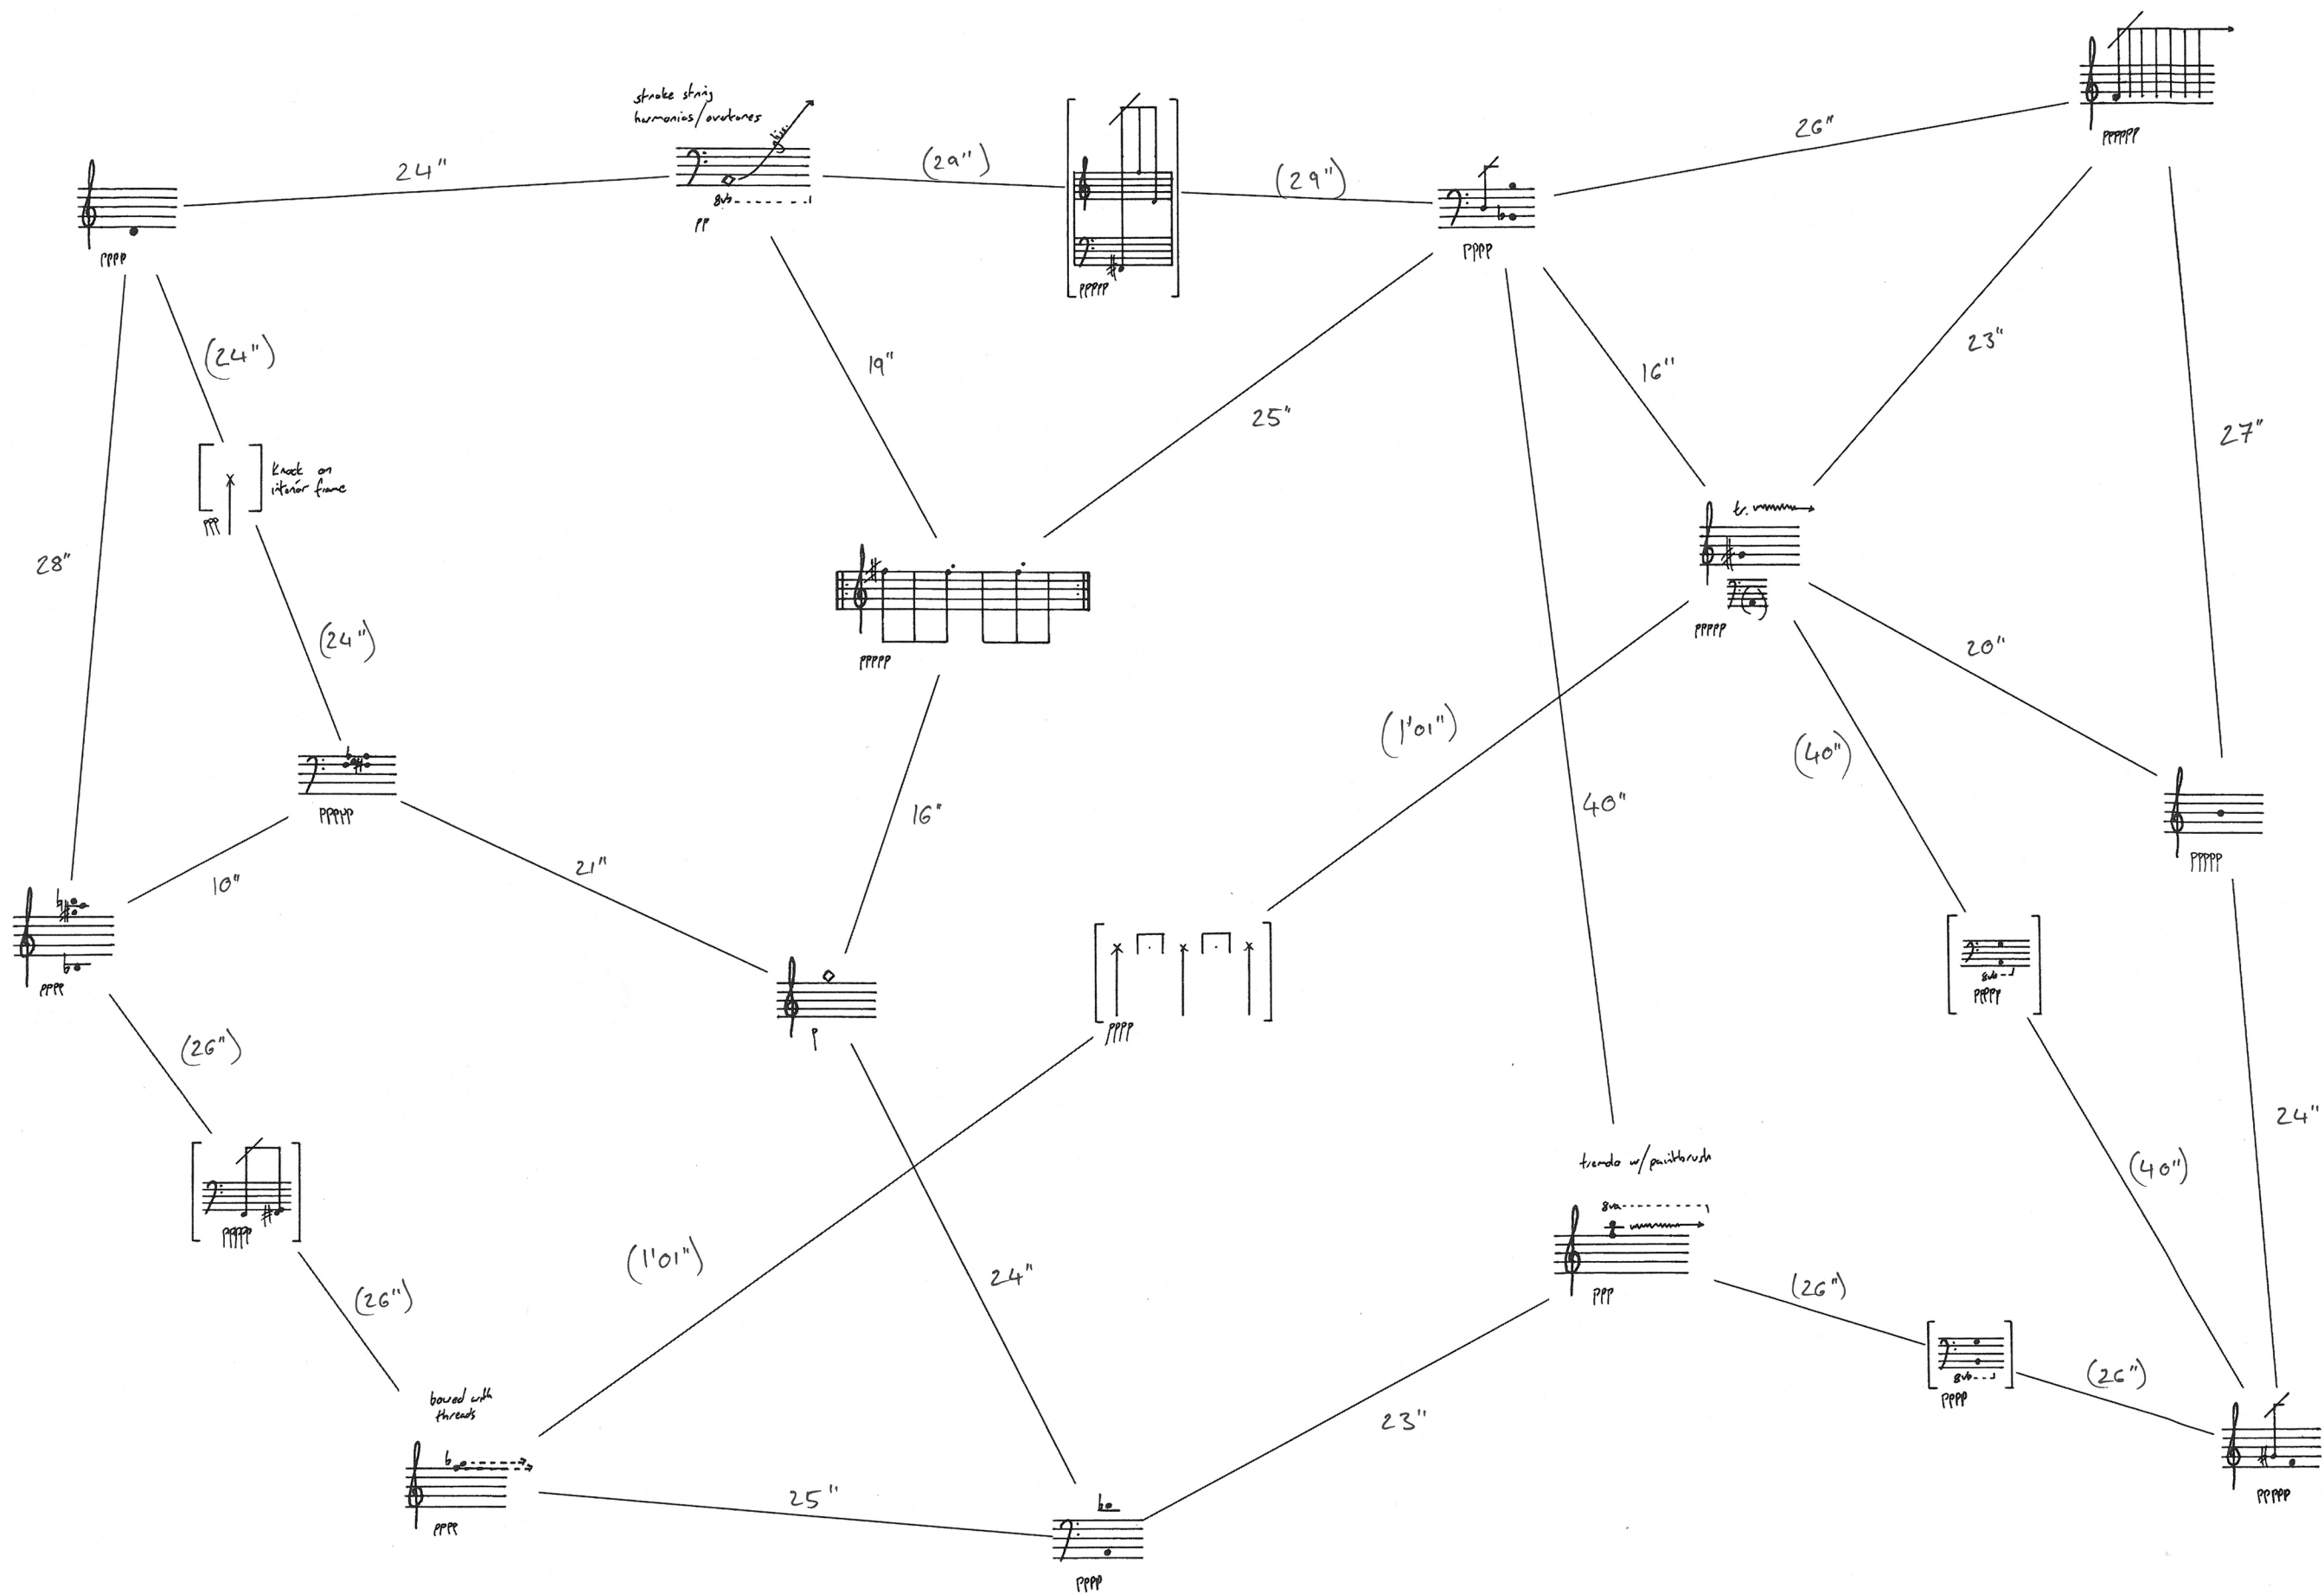 stroke string
harmonics/overtones
gliss.
8vb
pp
24"
(29")
(29")
ppppp
pppp
26"
pppppp
pppp
(24")
19"
25"
16"
23"
27"
Knock on
interior frame
ppp
28"
tr.
ppppp
(24")
ppppp
20"
(1'01")
(40")
40"
16"
ppppp
ppppp
10"
21"
pppp
p
pppp
8vb
ppppp
(26")
24"
(40")
tremolo w/ paintbrush
8va
ppp
ppppp
(1'01")
24"
(26")
(26")
8vb
pppp
(26")
bowed with
threads
pppp
25"
23"
pppp
ppppp